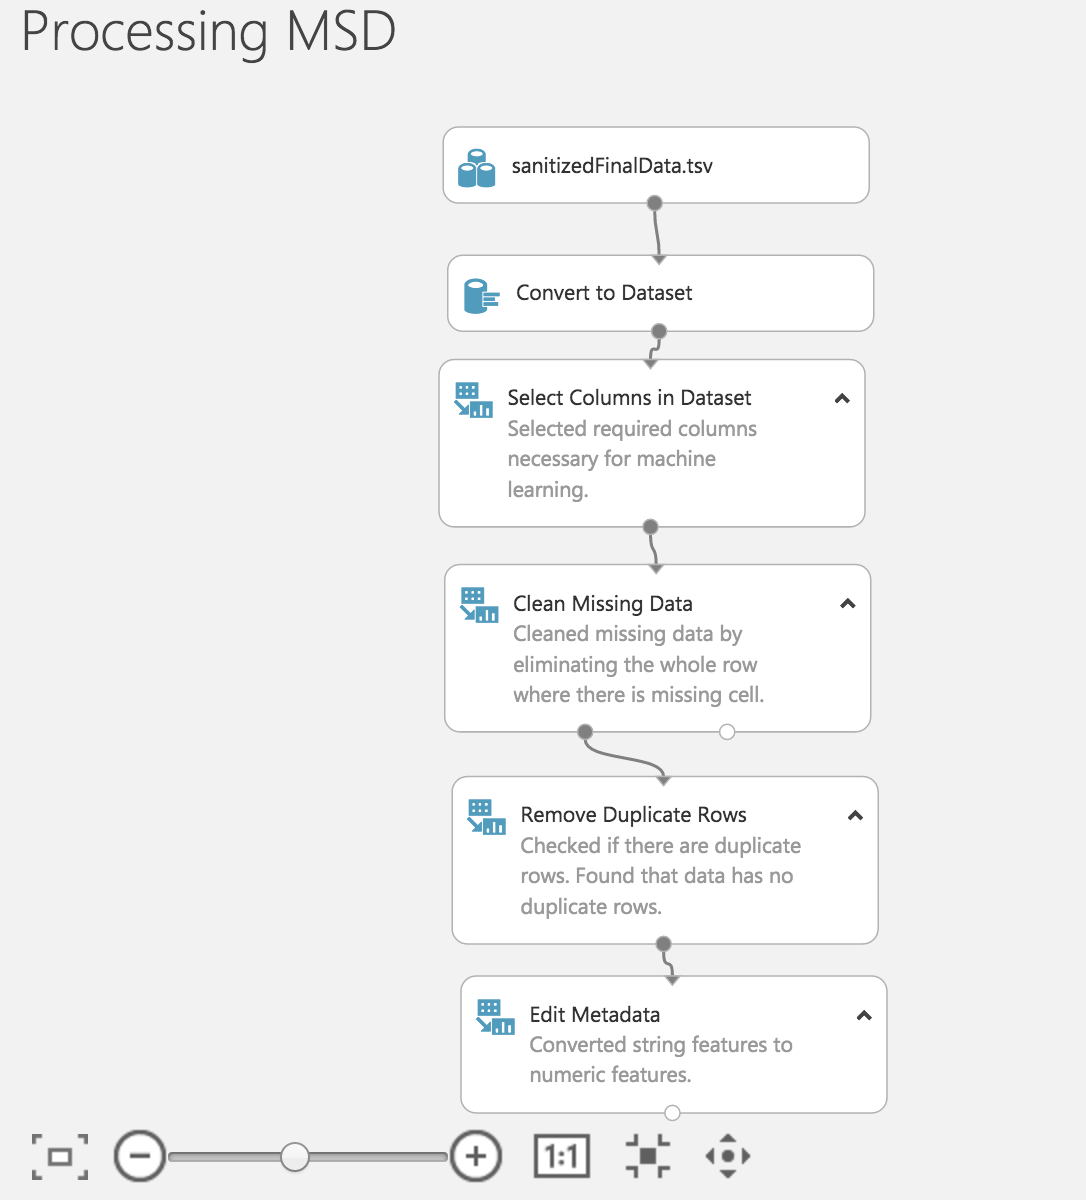 Processing MSD
sanitizedFinalData.tsv
Convert to Dataset
Select Columns in Dataset
Selected required columns
necessary for machine
learning.
Clean Missing Data
Cleaned missing data by
eliminating the whole row
where there is missing cell.
Remove Duplicate Rows
Checked if there are duplicate
rows. Found that data has no
duplicate rows.
Edit Metadata
Converted string features to
numeric features.
1:1